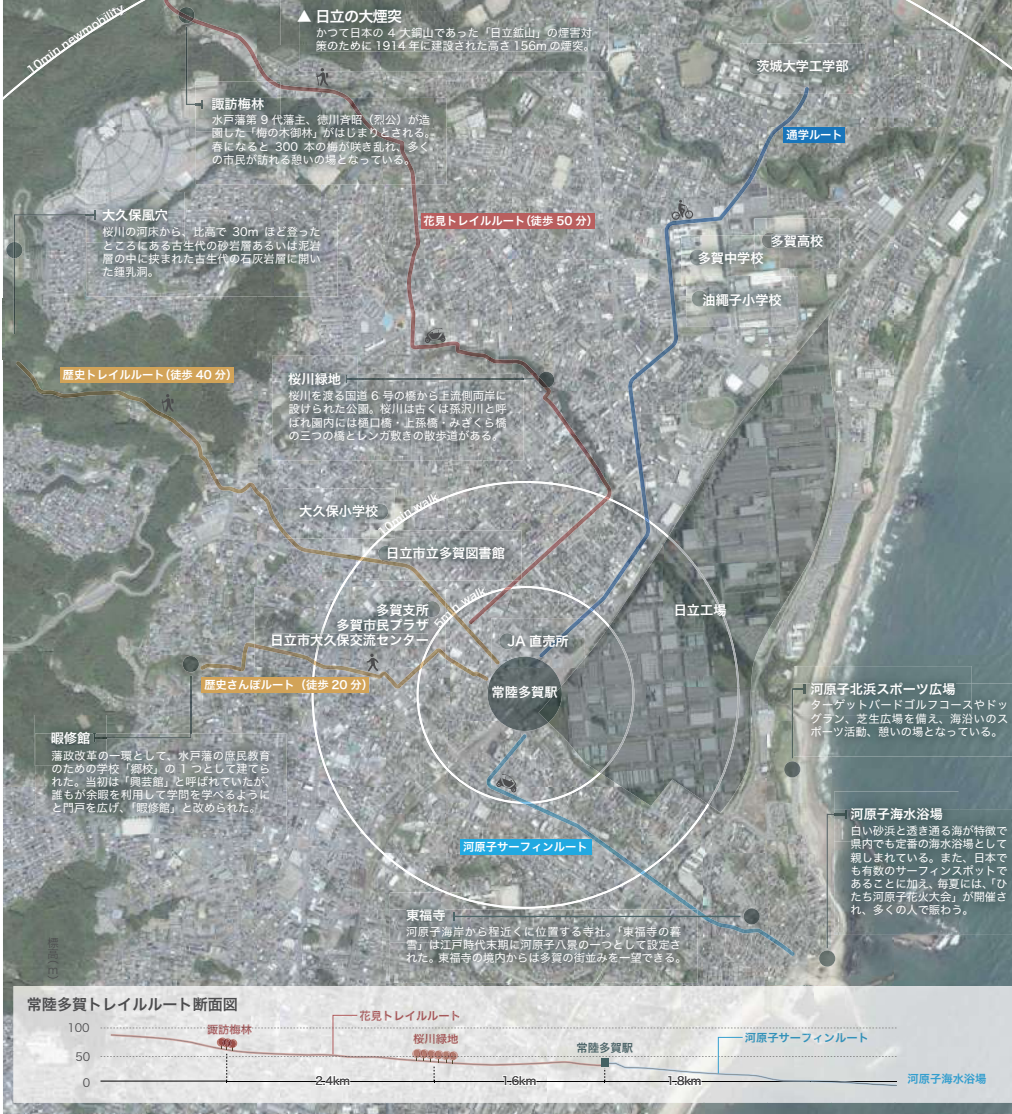 10min newmobility
▲ 日立の大煙突
かつて日本の 4 大鉱山であった「日立鉱山」の煙害対
策のために 1914 年に建設された高さ 156m の煙突。
茨城大学工学部
通学ルート
諏訪梅林
水戸藩第 9 代藩主、徳川斉昭（烈公）が造
園した「梅の木御林」がはじまりとされる。
春になると 300 本の梅が咲き乱れ、多く
の市民が訪れる憩いの場となっている。
大久保風穴
桜川の河床から、比高で 30m ほど登った
ところにある古生代の砂岩層あるいは泥岩
層の中に挟まれた古生代の石灰岩層に開い
た鍾乳洞。
花見トレイルルート(徒歩 50 分)
多賀高校
多賀中学校
油縄子小学校
歴史トレイルルート(徒歩 40 分)
桜川緑地
桜川を渡る国道 6 号の橋から上流側両岸に
設けられた公園。桜川は古くは孫沢川と呼
ばれ園内には樋口橋・上孫橋・みざくら橋
の三つの橋とレンガ敷きの散歩道がある。
大久保小学校
10min walk
日立市立多賀図書館
5min walk
多賀支所
多賀市民プラザ
日立市大久保交流センター
JA 直売所
日立工場
歴史さんぽルート（徒歩 20 分）
常陸多賀駅
河原子北浜スポーツ広場
ターゲットバードゴルフコースやドッ
グラン、芝生広場を備え、海沿いのス
ポーツ活動、憩いの場となっている。
暇修館
藩政改革の一環として、水戸藩の庶民教育
のための学校「郷校」の 1 つとして建てら
れた。当初は「興芸館」と呼ばれていたが、
誰もが余暇を利用して学問を学べるように
と門戸を広げ、「暇修館」と改められた。
河原子サーフィンルート
河原子海水浴場
白い砂浜と透き通る海が特徴で
県内でも定番の海水浴場として
親しまれている。また、日本で
も有数のサーフィンスポットで
あることに加え、毎夏には、「ひ
たち河原子花火大会」が開催さ
れ、多くの人で賑わう。
東福寺
河原子海岸から程近くに位置する寺社。「東福寺の暮
雪」は江戸時代末期に河原子八景の一つとして設定さ
れた。東福寺の境内からは多賀の街並みを一望できる。
常陸多賀トレイルルート断面図
100
50
0
諏訪梅林
花見トレイルルート
桜川緑地
常陸多賀駅
河原子サーフィンルート
2.4km
1.6km
1.8km
河原子海水浴場